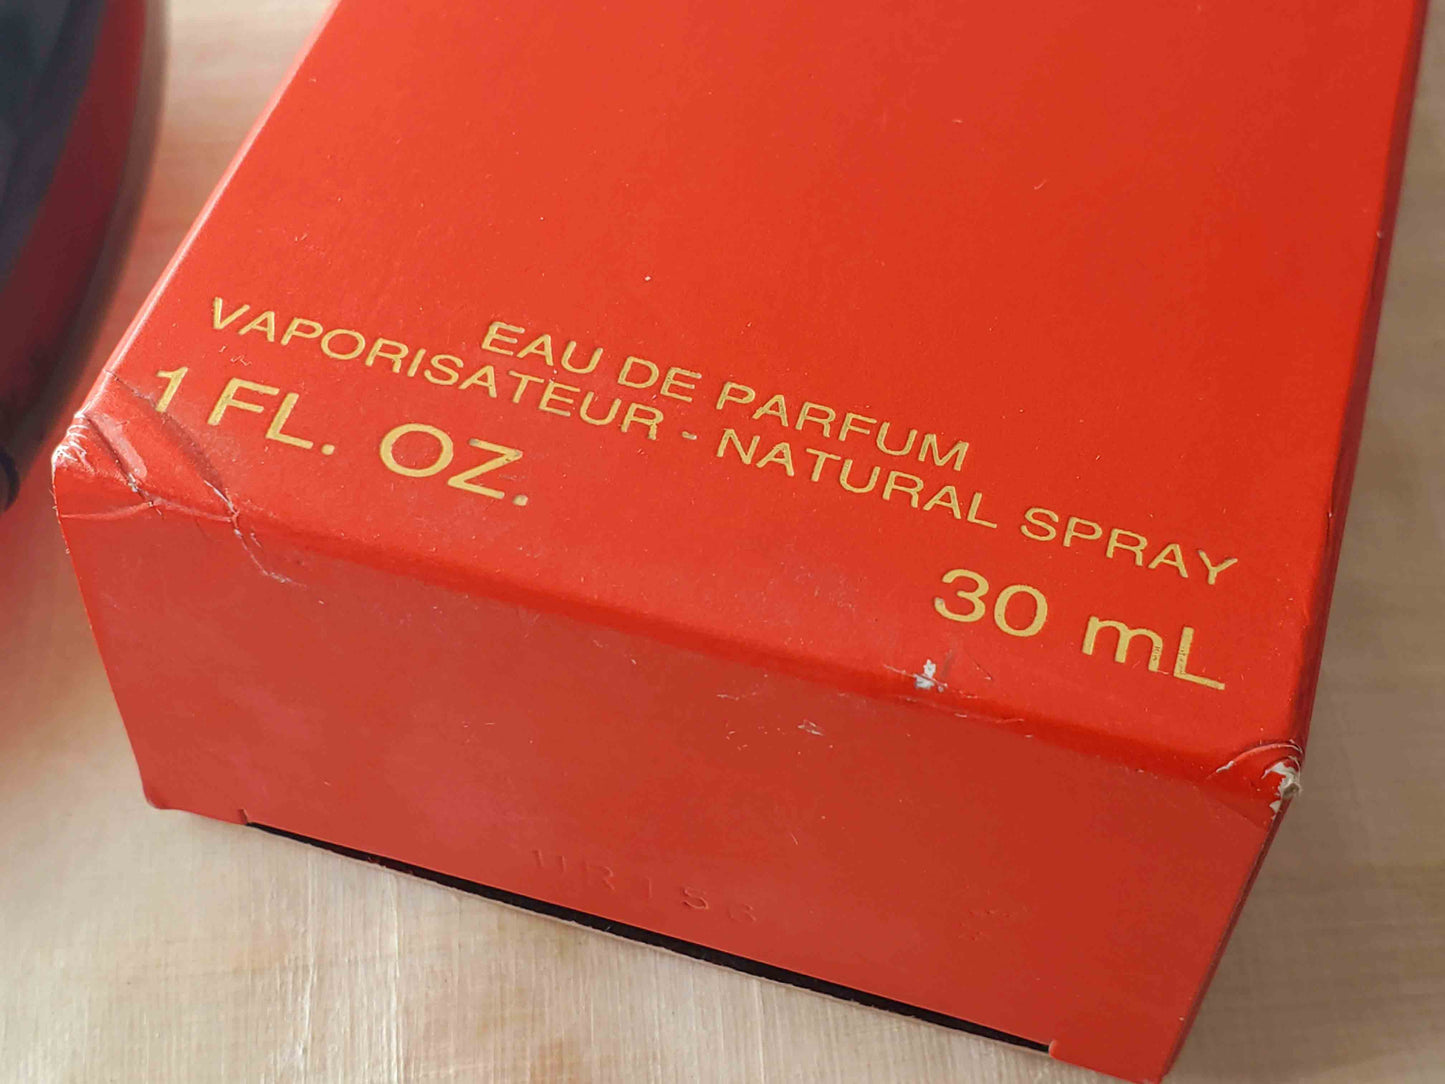 EAU DE PARFUM
VAPORISATEUR - NATURAL SPRAY
1 FL. OZ. 30 mL